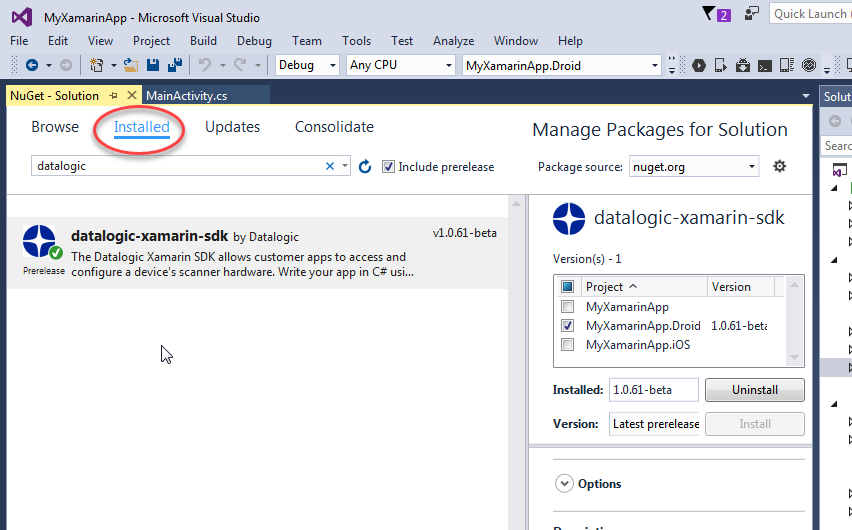 MyXamarinApp - Microsoft Visual Studio
2
Quick Launch (
File Edit View Project Build Debug Team Tools Test Analyze Window Help
Debug Any CPU MyXamarinApp.Droid
NuGet - Solution MainActivity.cs
Solut
Browse Installed Updates Consolidate
Manage Packages for Solution
Searc
datalogic
Include prerelease
Package source: nuget.org
datalogic-xamarin-sdk by Datalogic
v1.0.61-beta
The Datalogic Xamarin SDK allows customer apps to access and
configure a device's scanner hardware. Write your app in C# usi...
Prerelease
datalogic-xamarin-sdk
Version(s) - 1
Project Version
MyXamarinApp
MyXamarinApp.Droid 1.0.61-beta
MyXamarinApp.iOS
Installed: 1.0.61-beta Uninstall
Version: Latest prerelease Install
Options